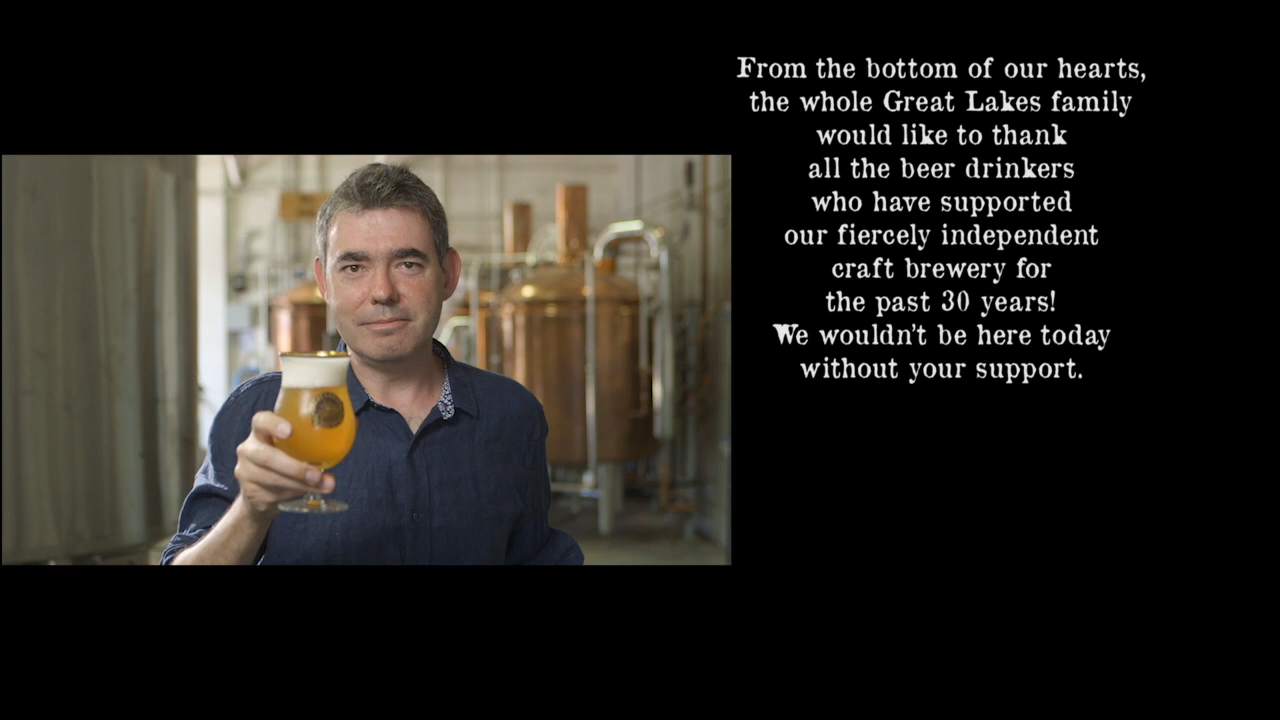 From the bottom of our hearts,
the whole Great Lakes family
would like to thank
all the beer drinkers
who have supported
our fiercely independent
craft brewery for
the past 30 years!
We wouldn't be here today
without your support.